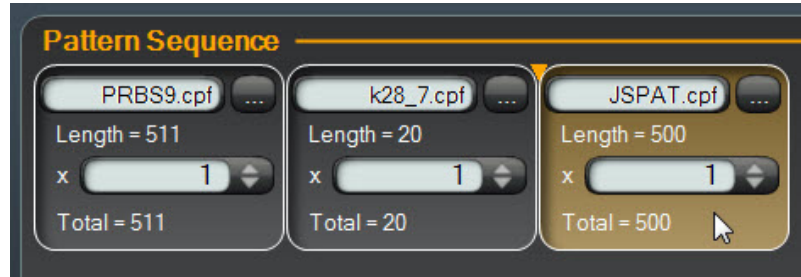 Pattern Sequence
PRBS9.cpf ... k28_7.cpf ... JSPAT.cpf ...
Length = 511 Length = 20 Length = 500
x 1 x 1 x 1
Total = 511 Total = 20 Total = 500